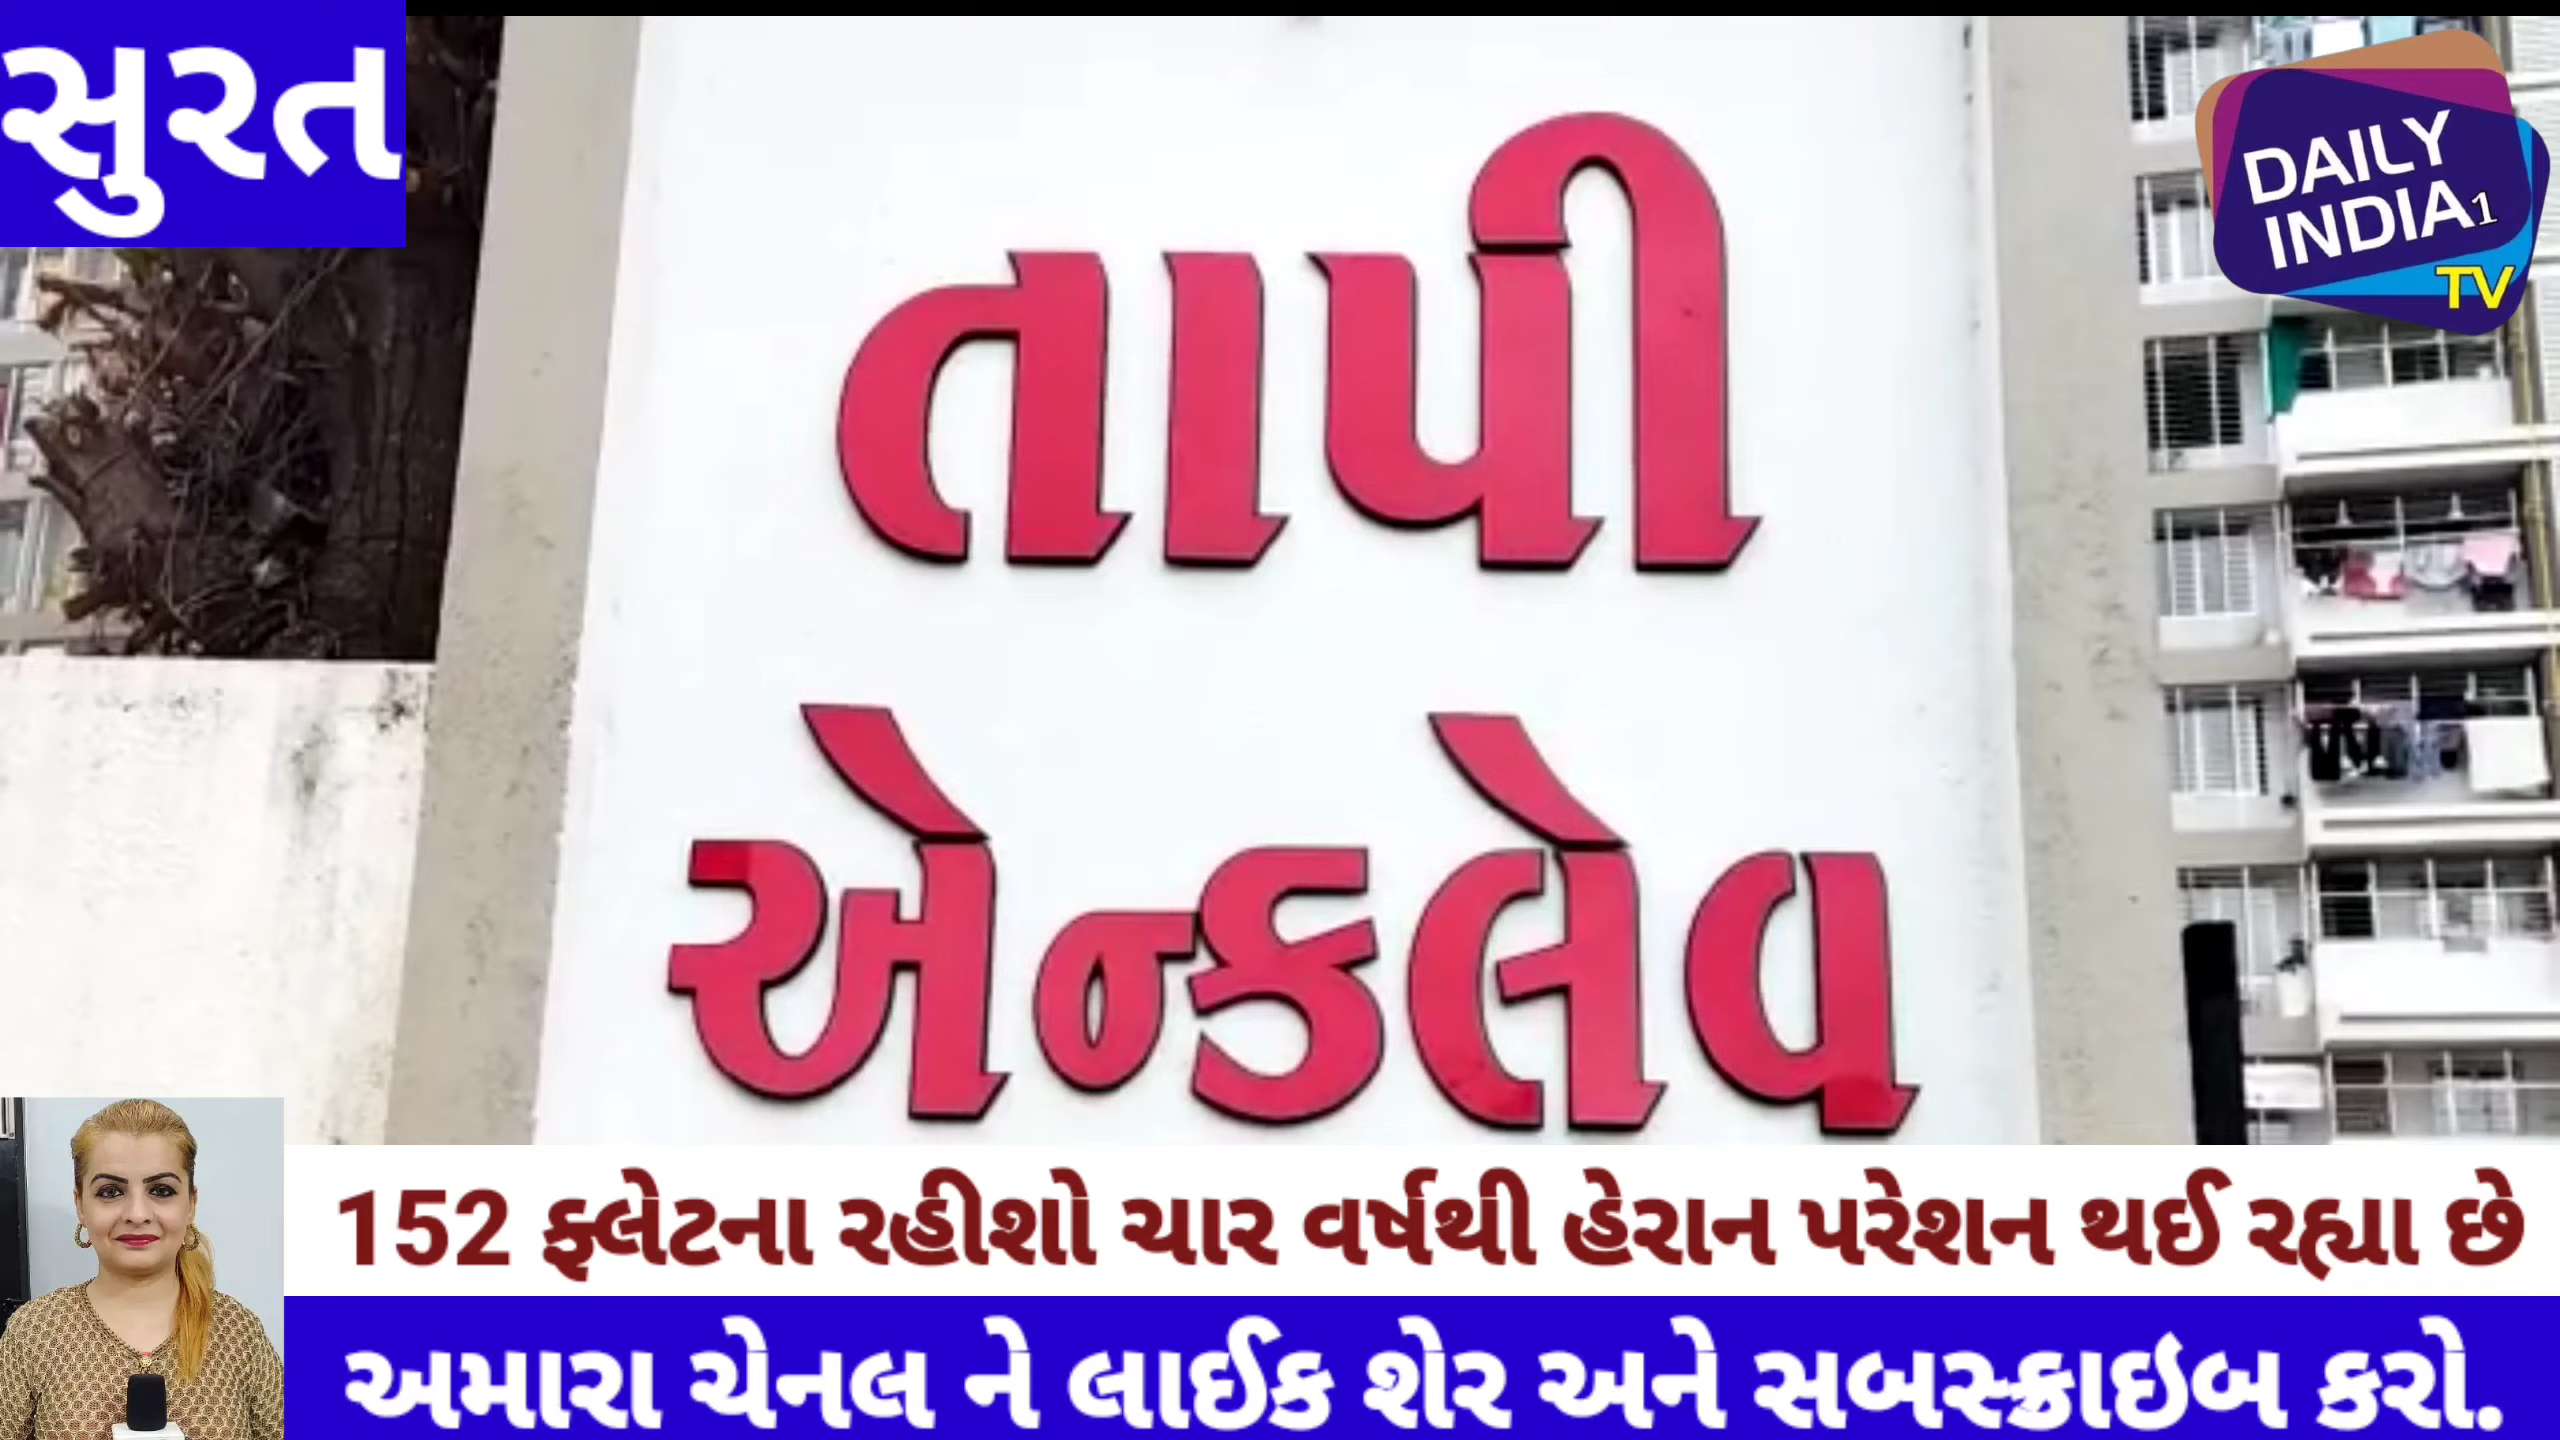 સુરત
DAILY
INDIA1
TV
તાપી
એન્કલેવ
152 ફ્લેટના રહીશો ચાર વર્ષથી હેરાન પરેશન થઈ રહ્યા છે
અમારા ચેનલ ને લાઈક શેર અને સબસ્ક્રાઇબ કરો.